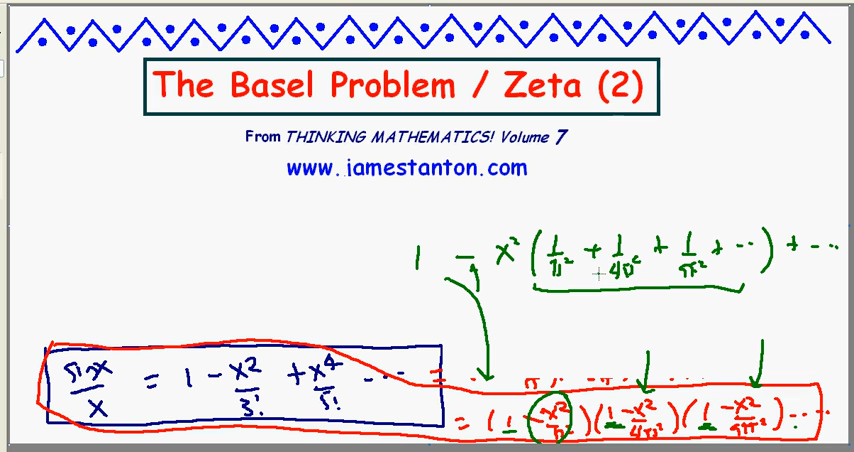 The Basel Problem / Zeta (2)
From THINKING MATHEMATICS! Volume 7
www.jamestanton.com
1 - x² (1/π² + 1/4π² + 1/9π² + ...) + ...
sinx/x = 1 - x²/3! + x⁴/5! ... =
= (1 - x²/π²)(1 - x²/4π²)(1 - x²/9π²) ....